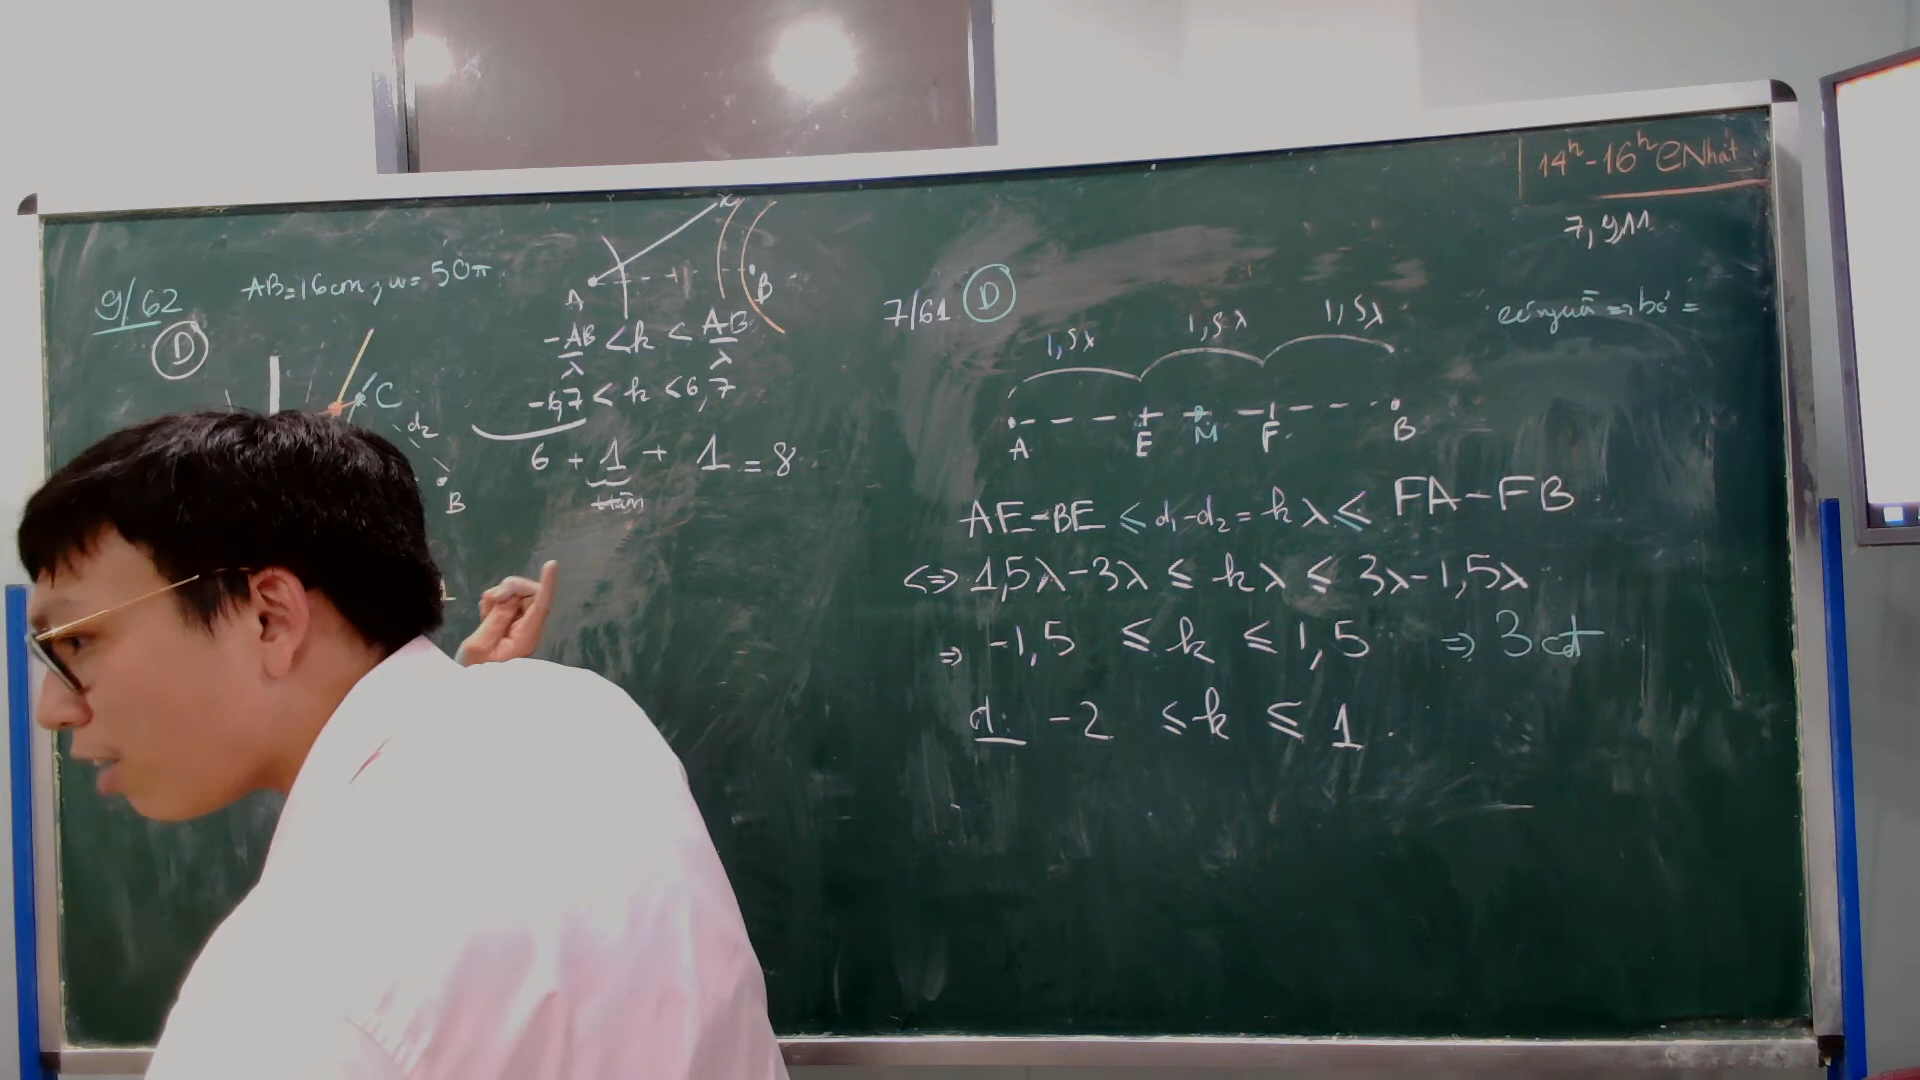 14ʰ-16ʰ eNhất
7, 9, 11
9/62
AB=16cm; w= 50π
D
x
A
B
C
d₂
B
-AB/λ < k < AB/λ
-6,7 < k < 6,7
6 + 1 + 1 = 8
7/61 D
1,5λ 1,5λ 1,5λ
A E M F B
AE-BE ≤ d₁-d₂ = kλ ≤ FA-FB
<=> 1,5λ-3λ ≤ kλ ≤ 3λ-1,5λ
=> -1,5 ≤ k ≤ 1,5 => 3 cđ
-2 ≤ k ≤ 1